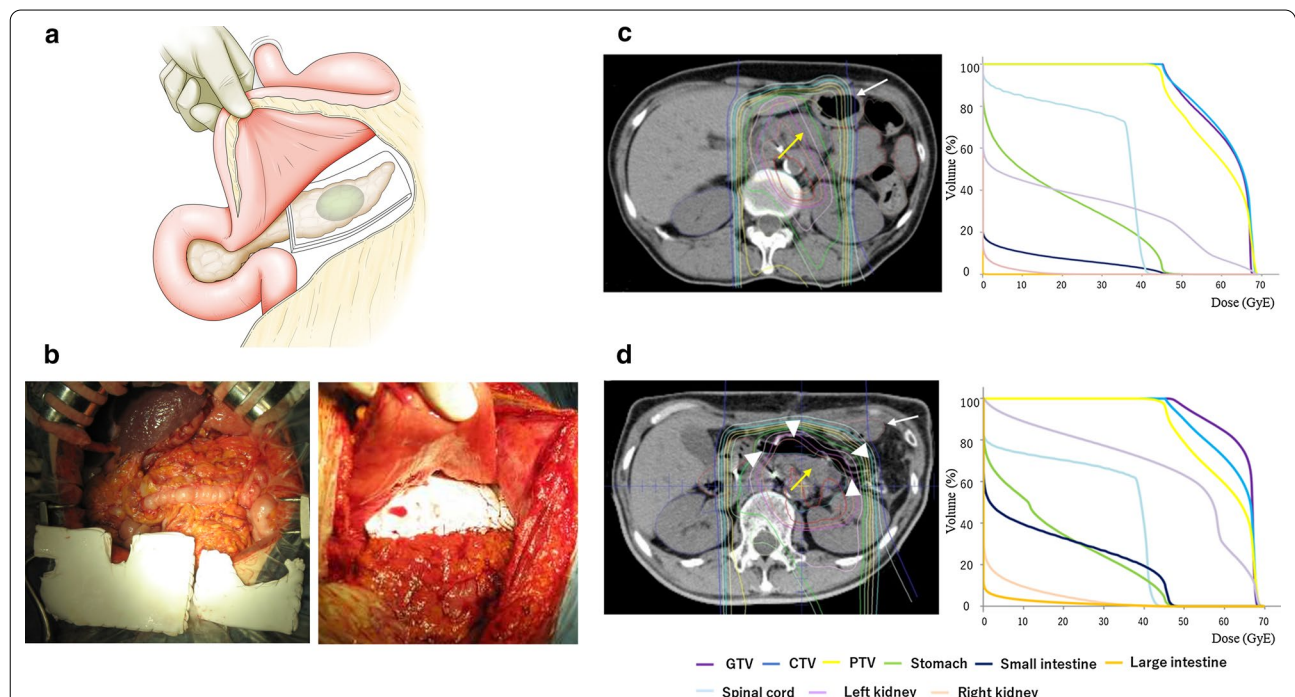 a
b
c
100
80
60
40
20
0
Volume (%)
0 10 20 30 40 50 60 70
Dose (GyE)
d
100
80
60
40
20
0
Volume (%)
0 10 20 30 40 50 60 70
Dose (GyE)
GTV CTV PTV Stomach Small intestine Large intestine
Spinal cord Left kidney Right kidney